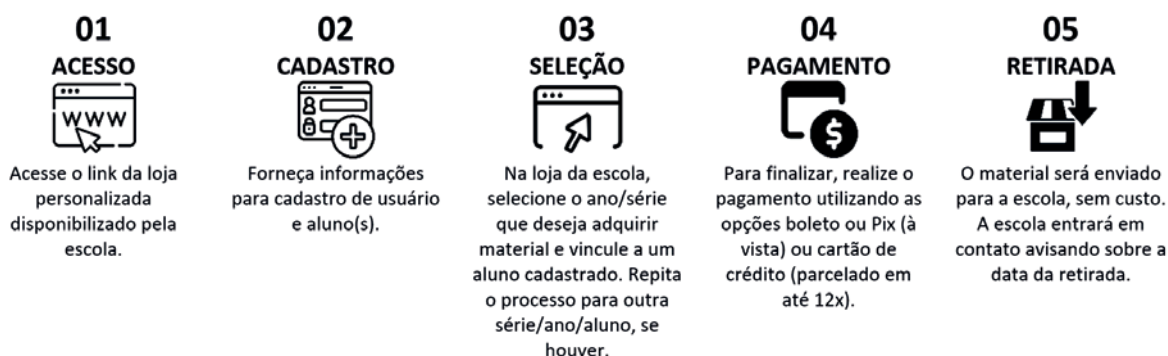 01
ACESSO
WWW
Acesse o link da loja
personalizada
disponibilizado pela
escola.
02
CADASTRO
Forneça informações
para cadastro de usuário
e aluno(s).
03
SELEÇÃO
Na loja da escola,
selecione o ano/série
que deseja adquirir
material e vincule a um
aluno cadastrado. Repita
o processo para outra
série/ano/aluno, se
houver.
04
PAGAMENTO
$
Para finalizar, realize o
pagamento utilizando as
opções boleto ou Pix (à
vista) ou cartão de
crédito (parcelado em
até 12x).
05
RETIRADA
O material será enviado
para a escola, sem custo.
A escola entrará em
contato avisando sobre a
data da retirada.